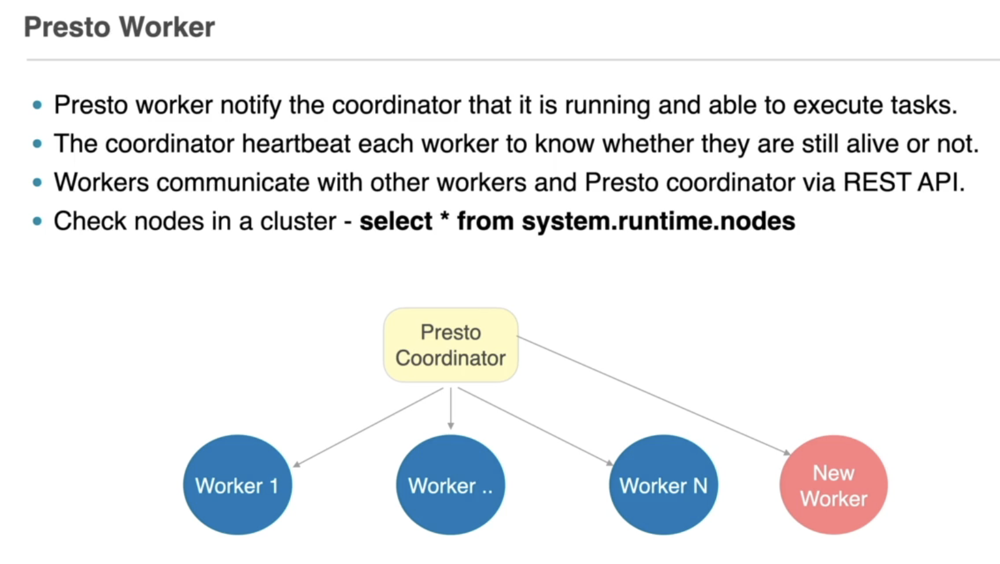 Presto Worker
• Presto worker notify the coordinator that it is running and able to execute tasks.
• The coordinator heartbeat each worker to know whether they are still alive or not.
• Workers communicate with other workers and Presto coordinator via REST API.
• Check nodes in a cluster - select * from system.runtime.nodes
Presto
Coordinator
Worker 1
Worker ..
Worker N
New
Worker